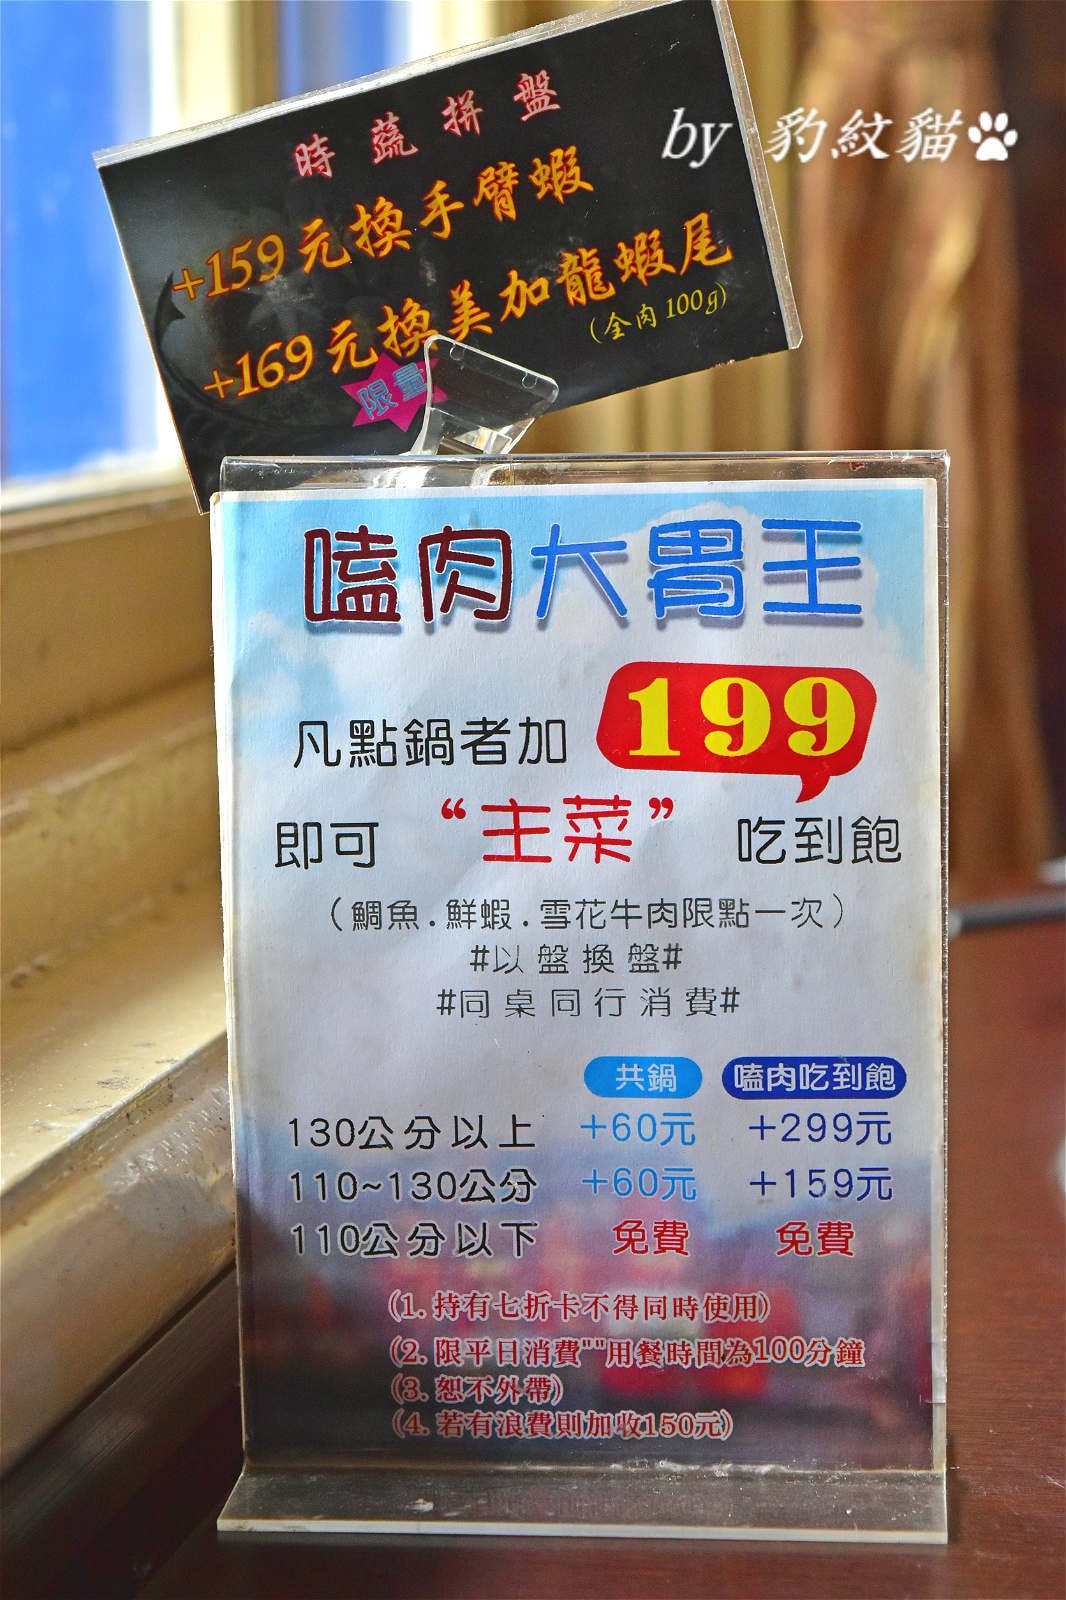 by 豹紋貓
時蔬拼盤
+159元換手臂蝦
+169元換美加龍蝦尾
(全肉100g)
限量
嗑肉大胃王
凡點鍋者加 199
即可 “主菜” 吃到飽
(鯛魚.鮮蝦.雪花牛肉限點一次)
#以盤換盤#
#同桌同行消費#
共鍋 嗑肉吃到飽
130公分以上 +60元 +299元
110~130公分 +60元 +159元
110公分以下 免費 免費
(1.持有七折卡不得同時使用)
(2.限平日消費""用餐時間為100分鐘
(3.恕不外帶)
(4.若有浪費則加收150元)